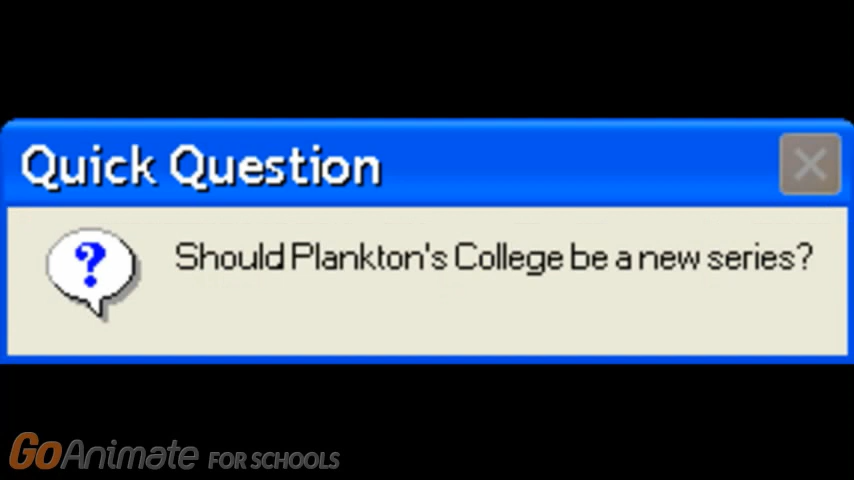 Quick Question
Should Plankton's College be a new series?
GoAnimate FOR SCHOOLS